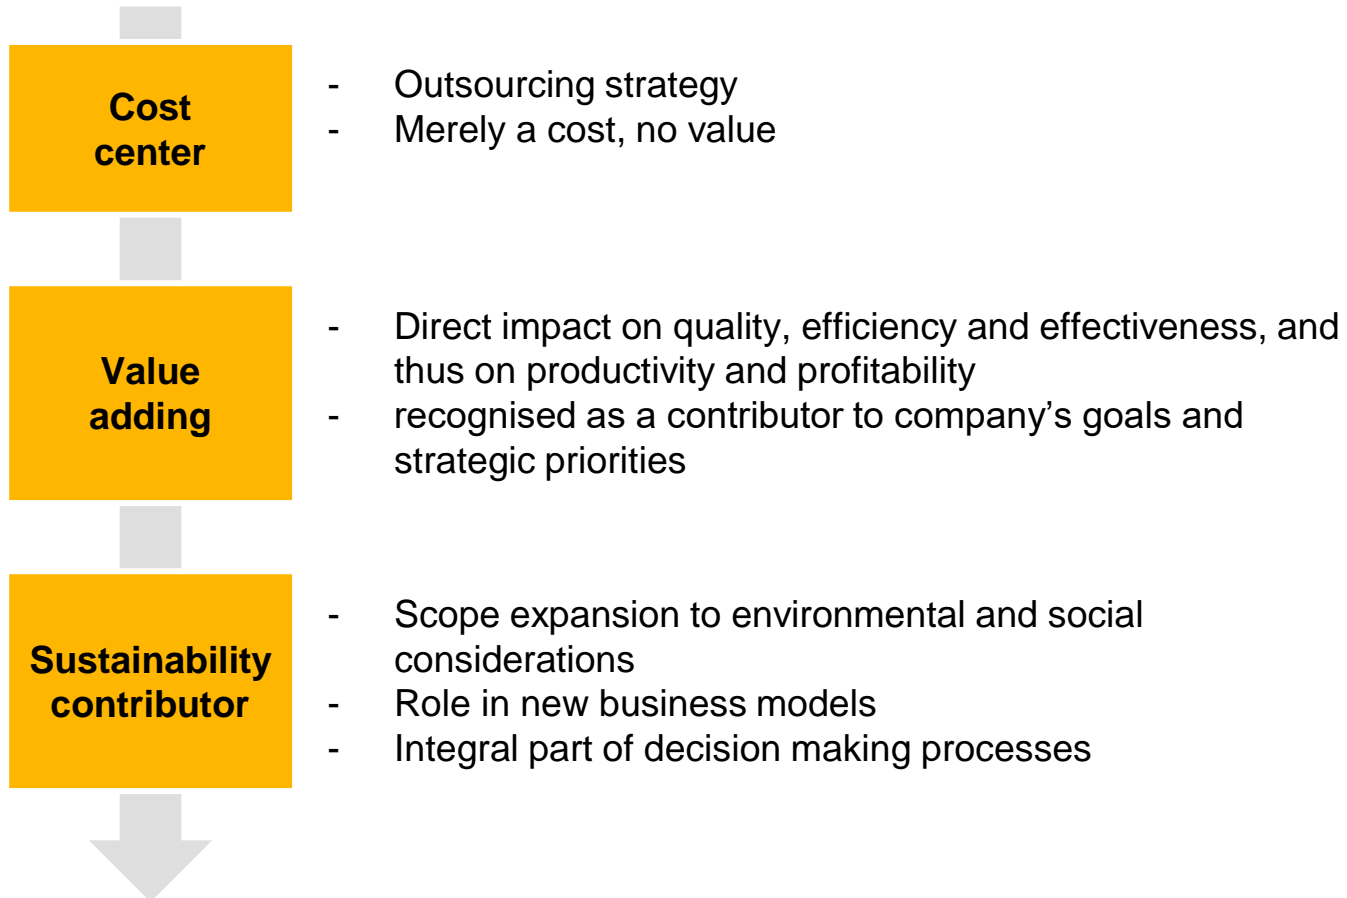 Cost
center
- Outsourcing strategy
- Merely a cost, no value
Value
adding
- Direct impact on quality, efficiency and effectiveness, and
thus on productivity and profitability
- recognised as a contributor to company’s goals and
strategic priorities
Sustainability
contributor
- Scope expansion to environmental and social
considerations
- Role in new business models
- Integral part of decision making processes